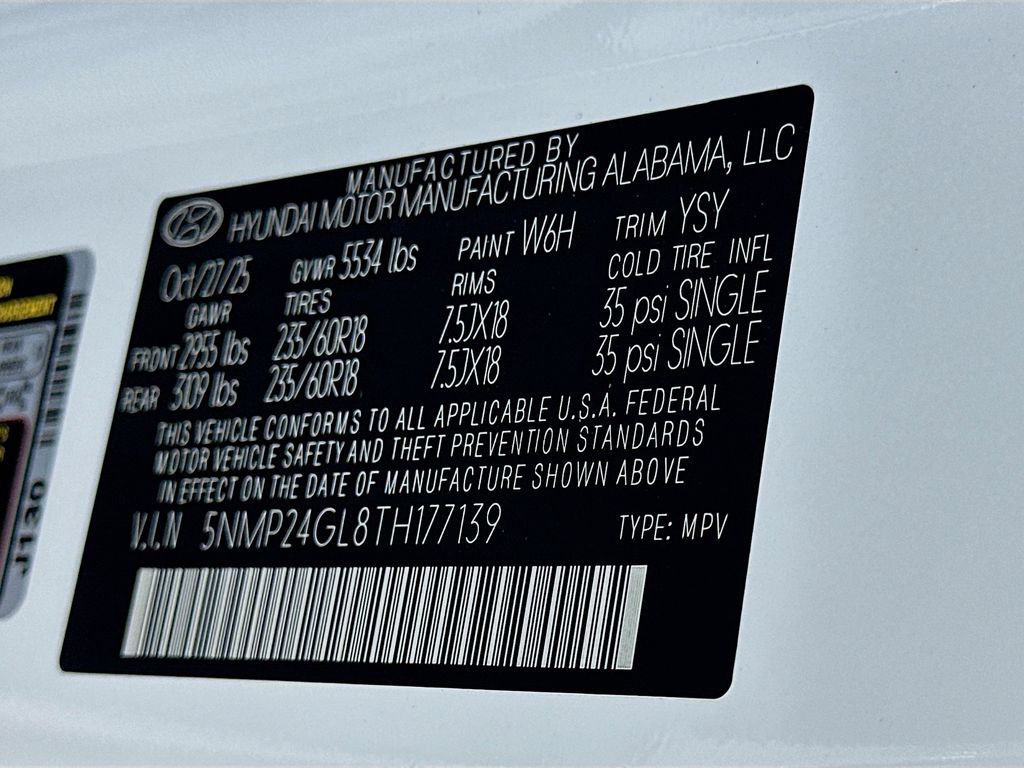 MANUFACTURED BY
HYUNDAI MOTOR MANUFACTURING ALABAMA, LLC
Oct/27/25 GVWR 5534 lbs PAINT W6H TRIM YSY
GAWR TIRES RIMS COLD TIRE INFL
FRONT 2955 lbs 235/60R18 7.5JX18 35 psi SINGLE
REAR 3109 lbs 235/60R18 7.5JX18 35 psi SINGLE
THIS VEHICLE CONFORMS TO ALL APPLICABLE U.S.A. FEDERAL
MOTOR VEHICLE SAFETY AND THEFT PREVENTION STANDARDS
IN EFFECT ON THE DATE OF MANUFACTURE SHOWN ABOVE
V.I.N 5NMP24GL8TH177139 TYPE: MPV